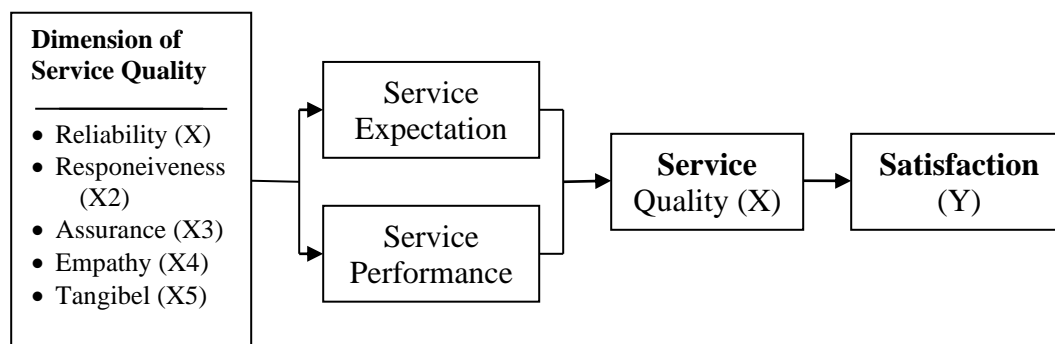 Dimension of
Service Quality
• Reliability (X)
• Responeiveness
(X2)
• Assurance (X3)
• Empathy (X4)
• Tangibel (X5)
Service
Expectation
Service
Performance
Service
Quality (X)
Satisfaction
(Y)